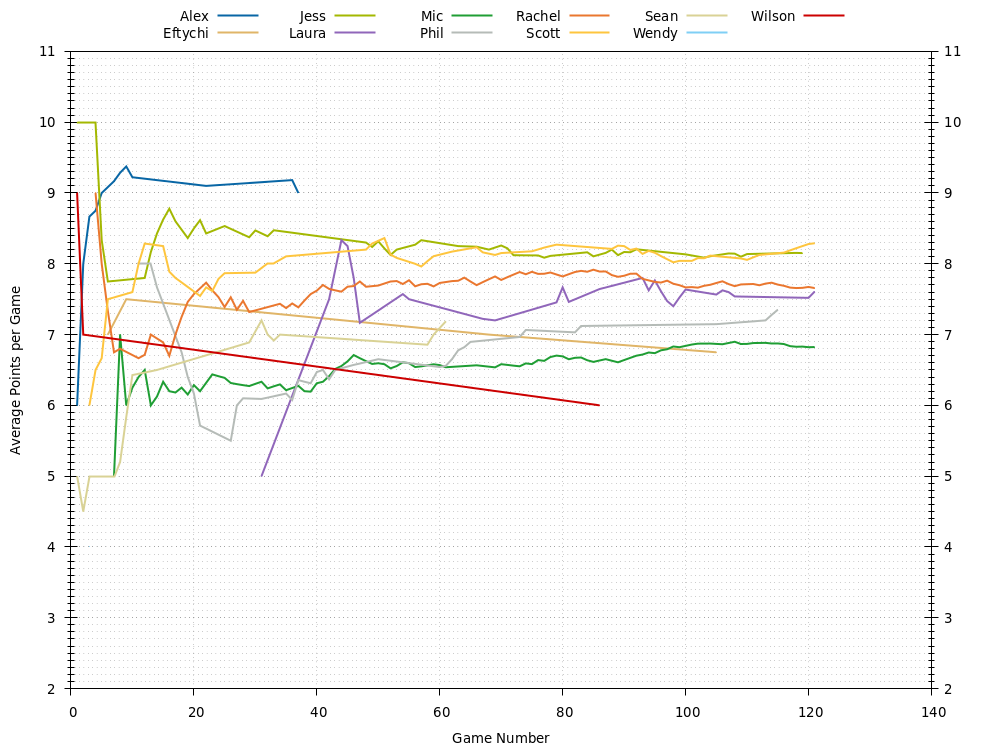 Alex Jess Mic Rachel Sean Wilson
Eftychi Laura Phil Scott Wendy
11 11
10 10
9 9
8 8
7 7
6 6
5 5
4 4
3 3
2 2
0 20 40 60 80 100 120 140
Average Points per Game
Game Number